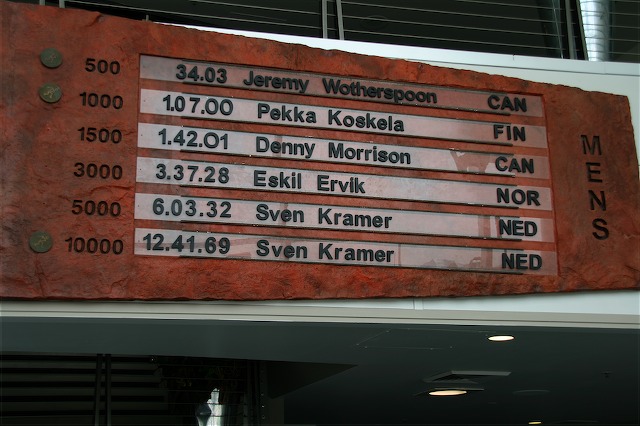 500 34.03 Jeremy Wotherspoon CAN
1000 1.07.00 Pekka Koskela FIN
1500 1.42.01 Denny Morrison CAN
3000 3.37.28 Eskil Ervik NOR
5000 6.03.32 Sven Kramer NED
10000 12.41.69 Sven Kramer NED
MENS